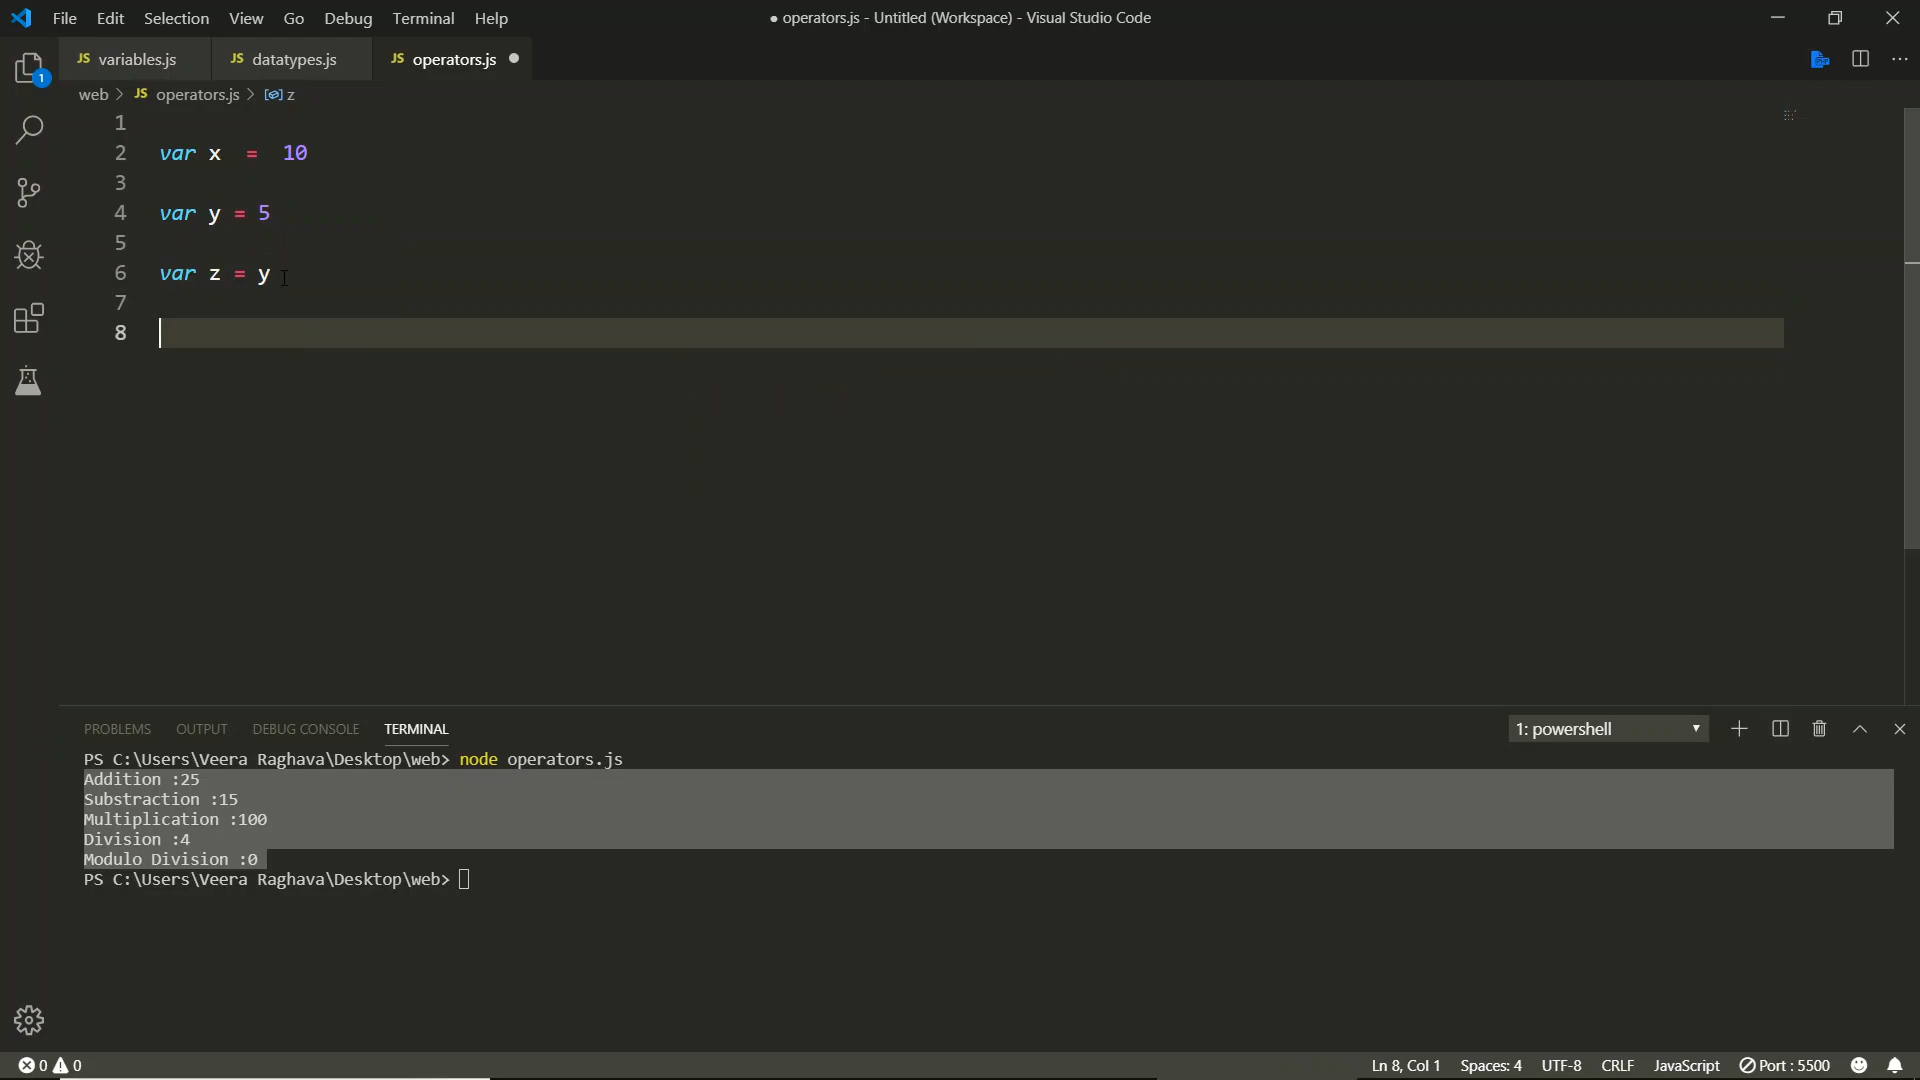 File Edit Selection View Go Debug Terminal Help
● operators.js - Untitled (Workspace) - Visual Studio Code
JS variables.js JS datatypes.js JS operators.js
web > JS operators.js > z
1
1
2 var x = 10
3
4 var y = 5
5
6 var z = y
7
8
PROBLEMS OUTPUT DEBUG CONSOLE TERMINAL 1: powershell
PS C:\Users\Veera Raghava\Desktop\web> node operators.js
Addition :25
Substraction :15
Multiplication :100
Division :4
Modulo Division :0
PS C:\Users\Veera Raghava\Desktop\web>
0 0 Ln 8, Col 1 Spaces: 4 UTF-8 CRLF JavaScript Port : 5500